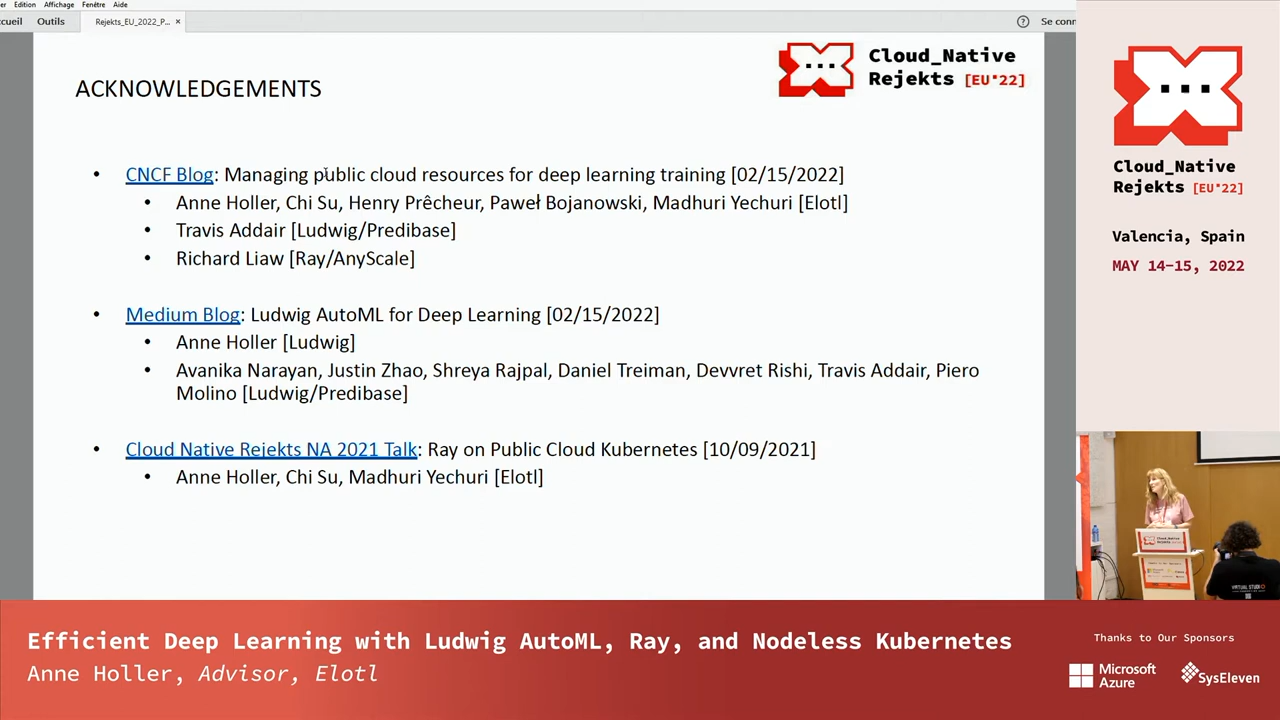 Edition Affichage Fenêtre Aide
Outils
Rejekts_EU_2022_P... ×
Se conn
ACKNOWLEDGEMENTS
Cloud_Native
Rejekts [EU'22]
• CNCF Blog: Managing public cloud resources for deep learning training [02/15/2022]
• Anne Holler, Chi Su, Henry Prêcheur, Paweł Bojanowski, Madhuri Yechuri [Elotl]
• Travis Addair [Ludwig/Predibase]
• Richard Liaw [Ray/AnyScale]
• Medium Blog: Ludwig AutoML for Deep Learning [02/15/2022]
• Anne Holler [Ludwig]
• Avanika Narayan, Justin Zhao, Shreya Rajpal, Daniel Treiman, Devvret Rishi, Travis Addair, Piero
Molino [Ludwig/Predibase]
• Cloud Native Rejekts NA 2021 Talk: Ray on Public Cloud Kubernetes [10/09/2021]
• Anne Holler, Chi Su, Madhuri Yechuri [Elotl]
Cloud_Native
Rejekts [EU'22]
Valencia, Spain
MAY 14-15, 2022
Efficient Deep Learning with Ludwig AutoML, Ray, and Nodeless Kubernetes
Anne Holler, Advisor, Elotl
Thanks to Our Sponsors
Microsoft
Azure
SysEleven